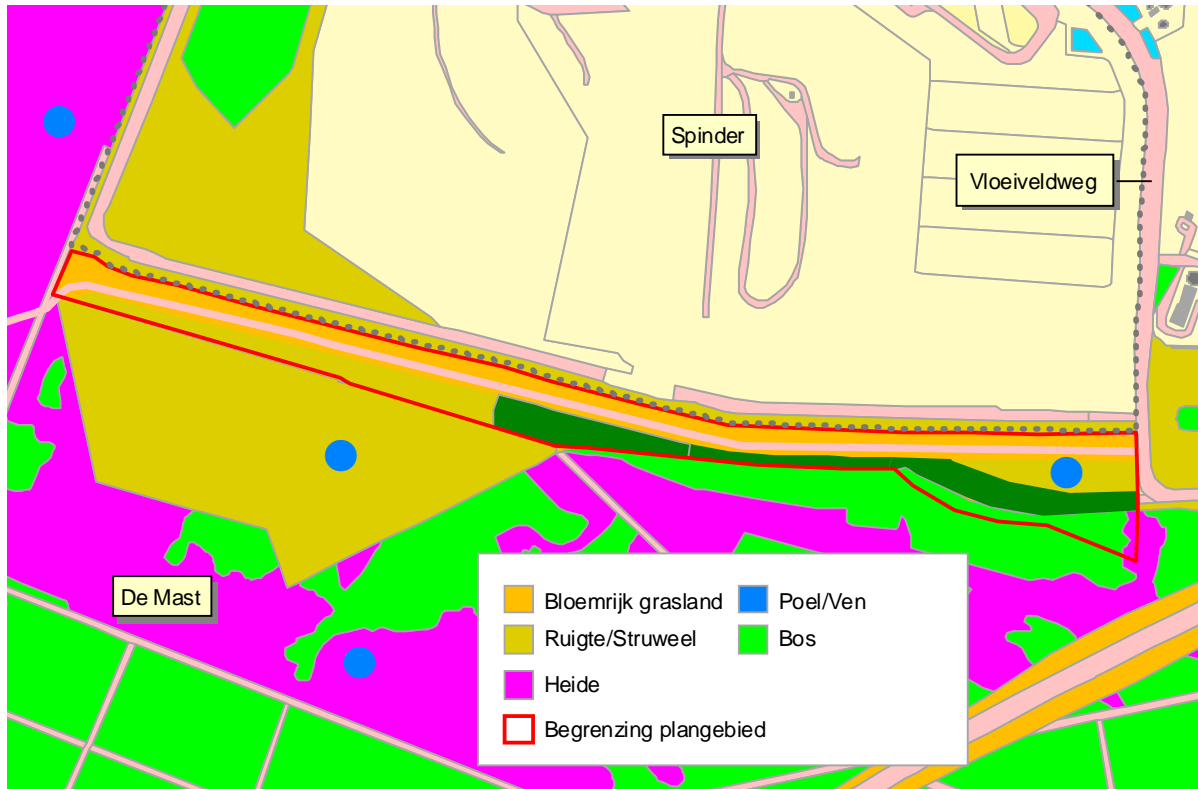 Spinder
Vloeiveldweg
De Mast
Bloemrijk grasland
Poel/Ven
Ruigte/Struweel
Bos
Heide
Begrenzing plangebied